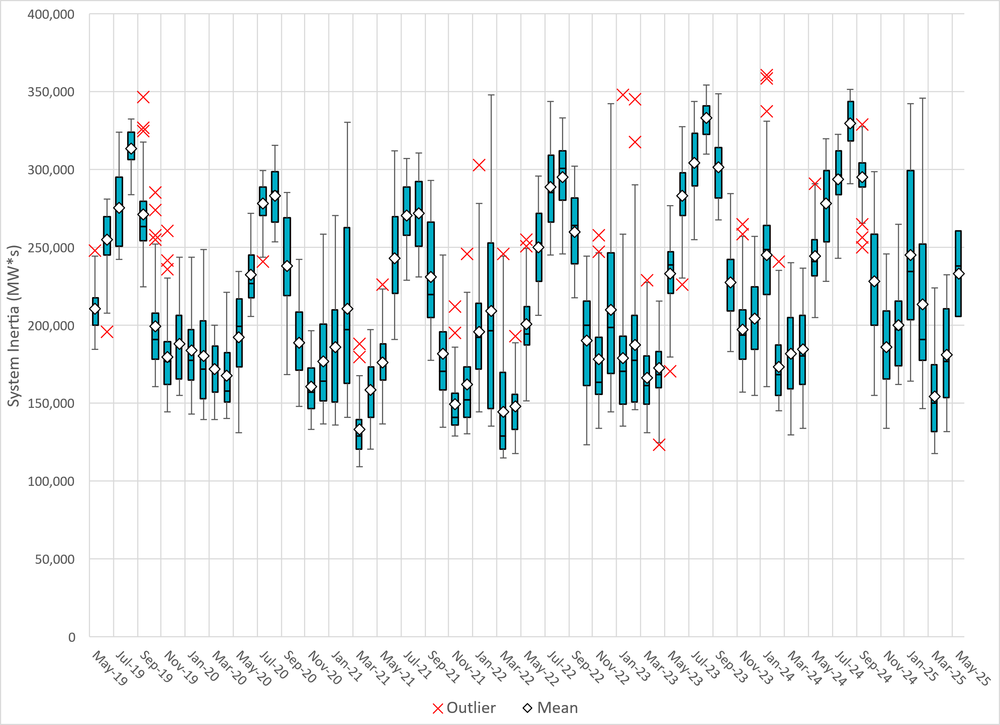 400,000
350,000
300,000
250,000
200,000
150,000
100,000
50,000
0
System Inertia (MW*s)
May-19
Jul-19
Sep-19
Nov-19
Jan-20
Mar-20
May-20
Jul-20
Sep-20
Nov-20
Jan-21
Mar-21
May-21
Jul-21
Sep-21
Nov-21
Jan-22
Mar-22
May-22
Jul-22
Sep-22
Nov-22
Jan-23
Mar-23
May-23
Jul-23
Sep-23
Nov-23
Jan-24
Mar-24
May-24
Jul-24
Sep-24
Nov-24
Jan-25
Mar-25
May-25
Outlier
Mean